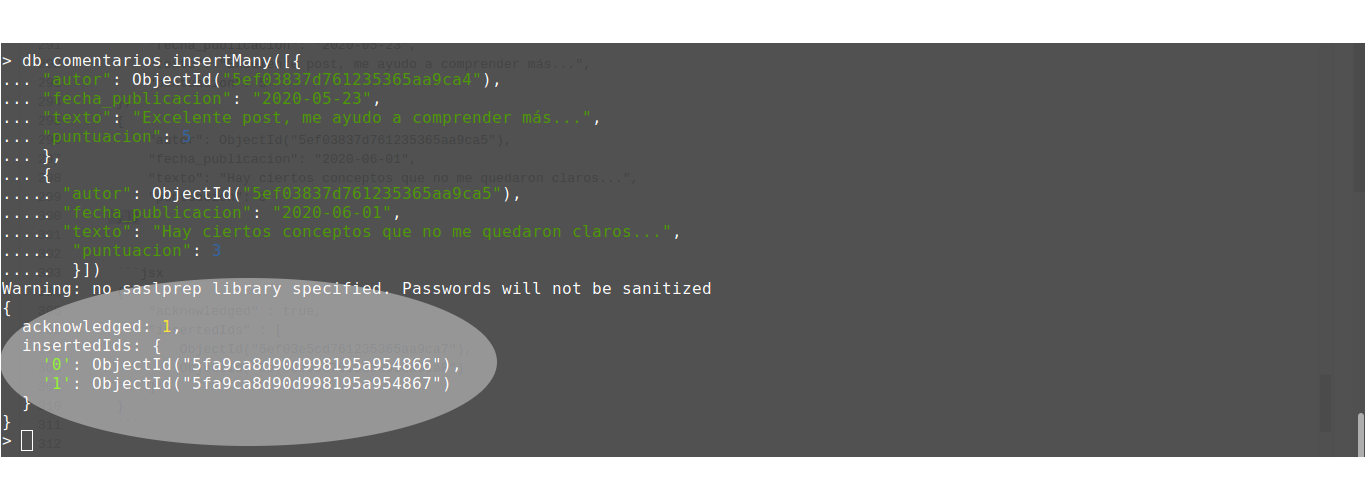 > db.comentarios.insertMany([{
... "autor": ObjectId("5ef03837d761235365aa9ca4"),
... "fecha_publicacion": "2020-05-23",
... "texto": "Excelente post, me ayudo a comprender más...",
... "puntuacion": 5
... },
... {
..... "autor": ObjectId("5ef03837d761235365aa9ca5"),
..... "fecha_publicacion": "2020-06-01",
..... "texto": "Hay ciertos conceptos que no me quedaron claros...",
.....  "puntuacion": 3
.....  }])
Warning: no saslprep library specified. Passwords will not be sanitized
{
  acknowledged: 1,
  insertedIds: {
    '0': ObjectId("5fa9ca8d90d998195a954866"),
    '1': ObjectId("5fa9ca8d90d998195a954867")
  }
}
>